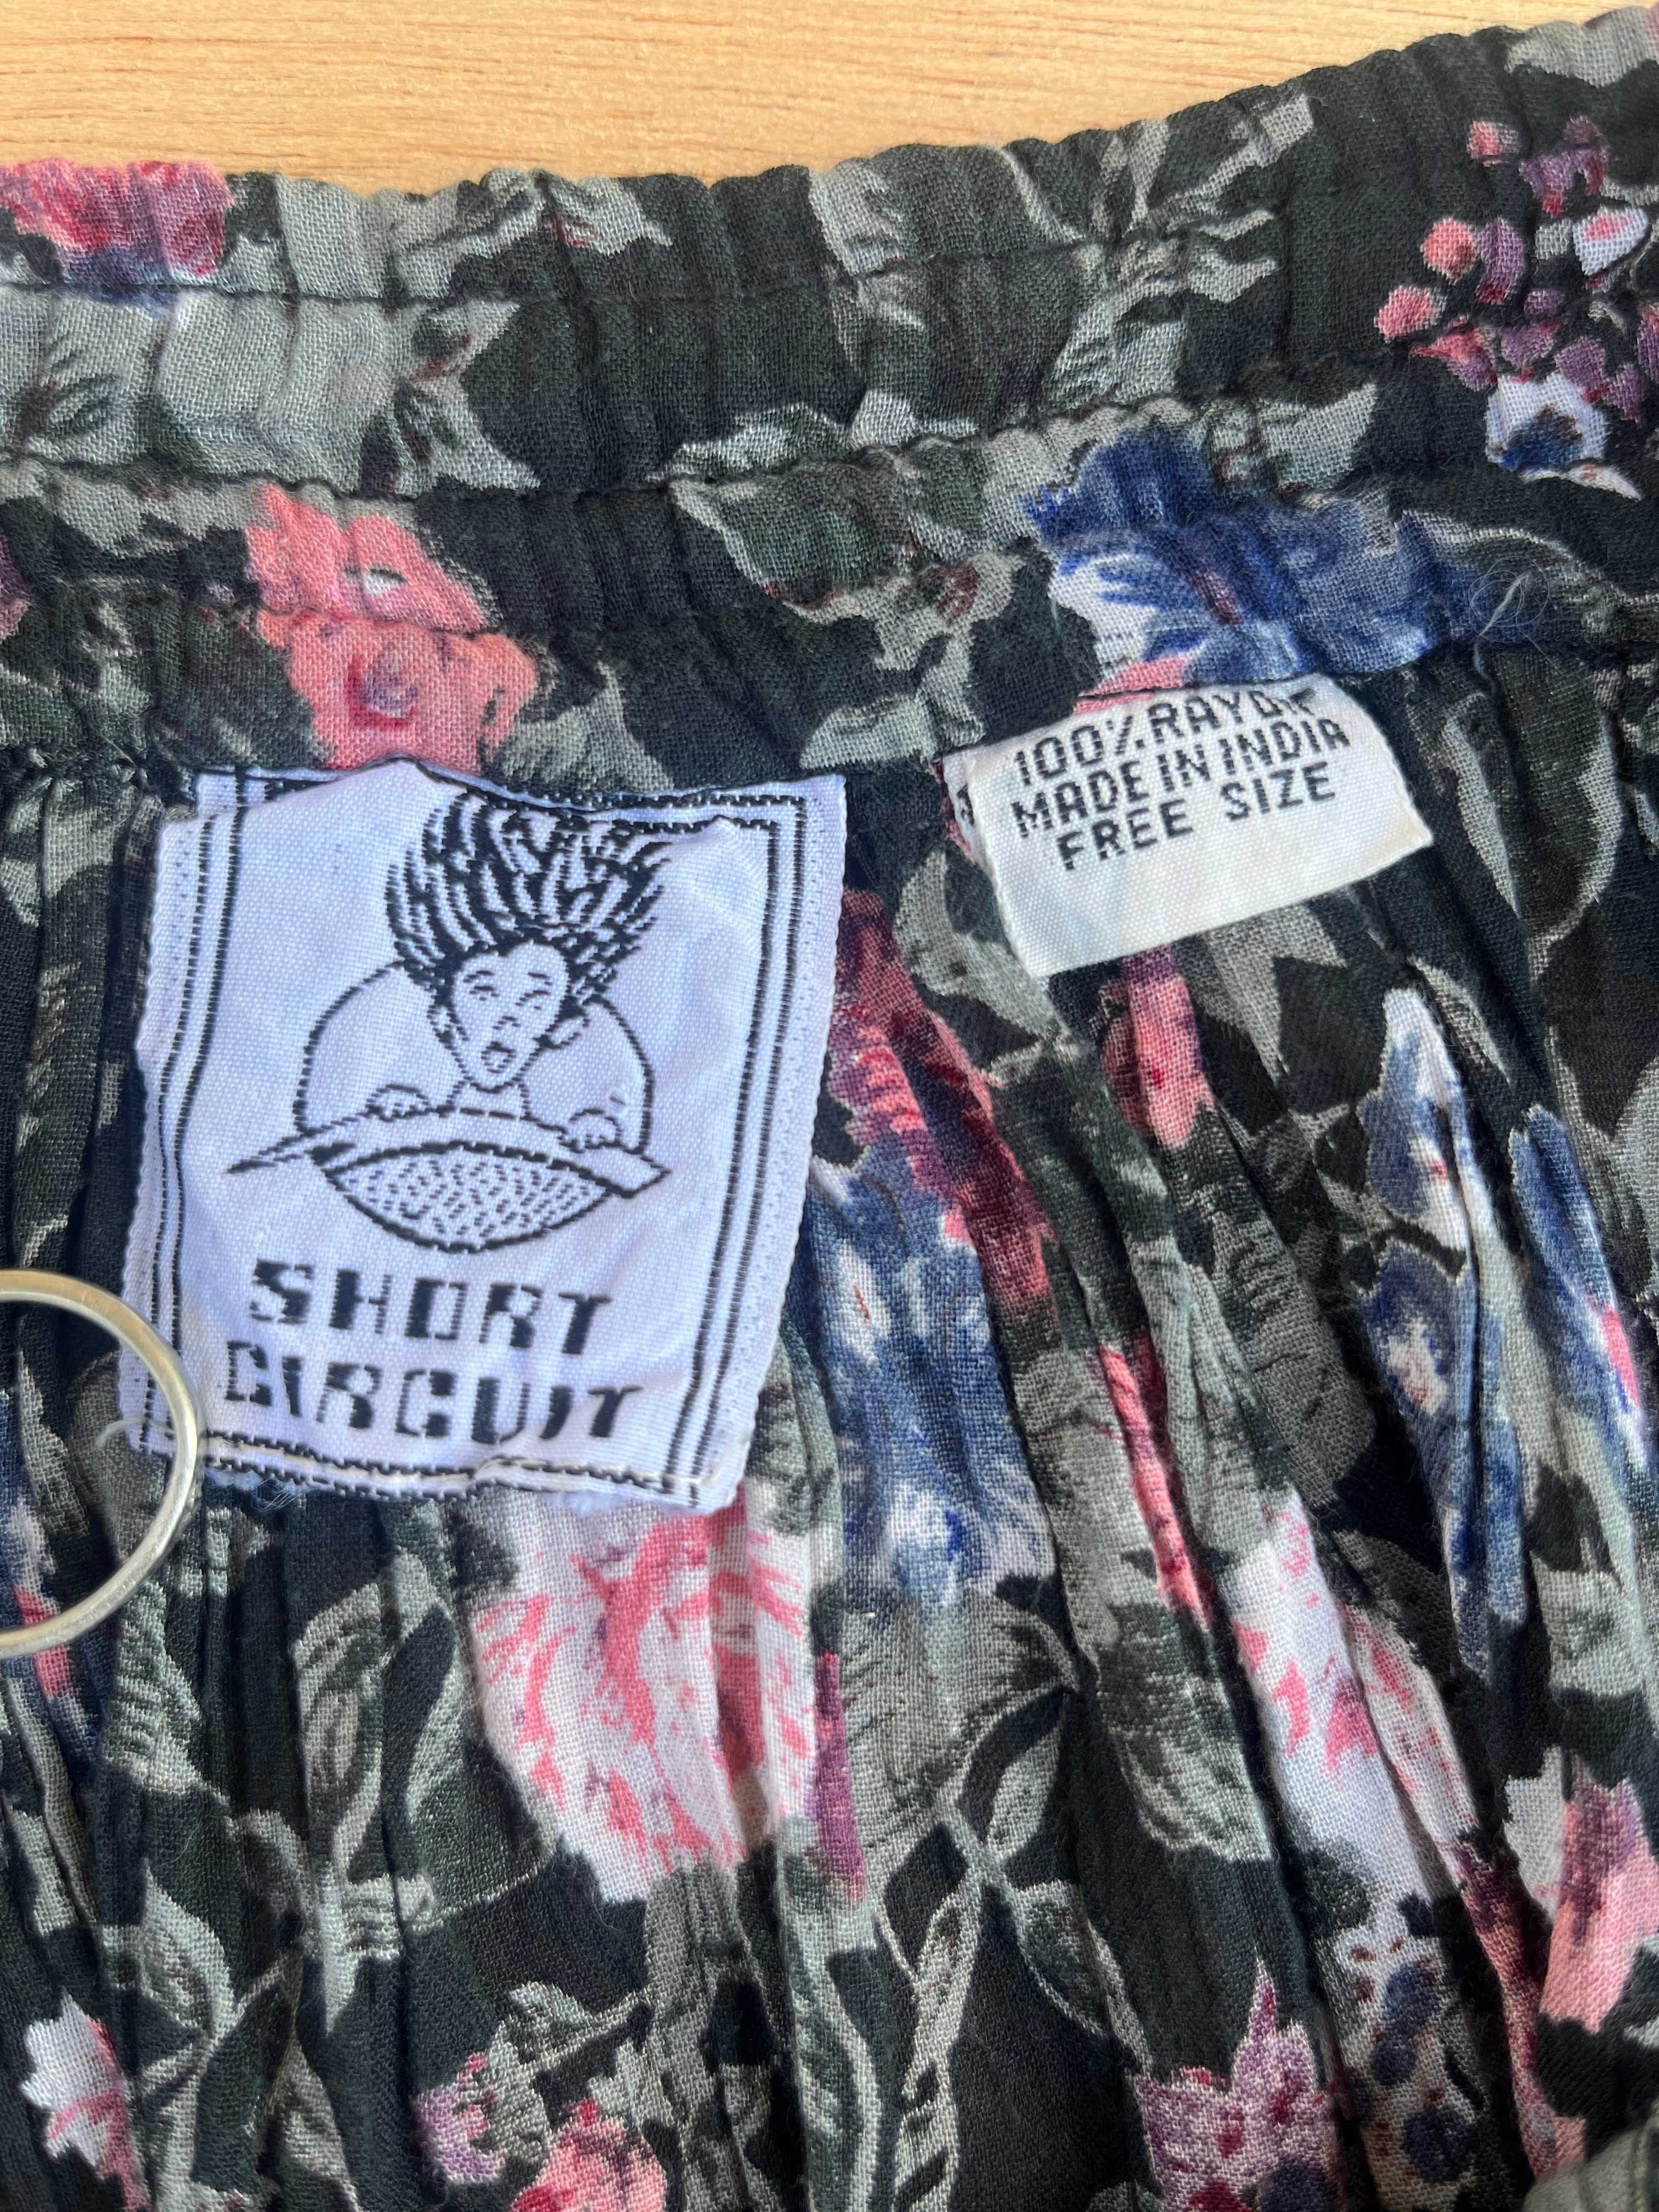 SHORT
CIRCUIT
100% RAYON
MADE IN INDIA
FREE SIZE